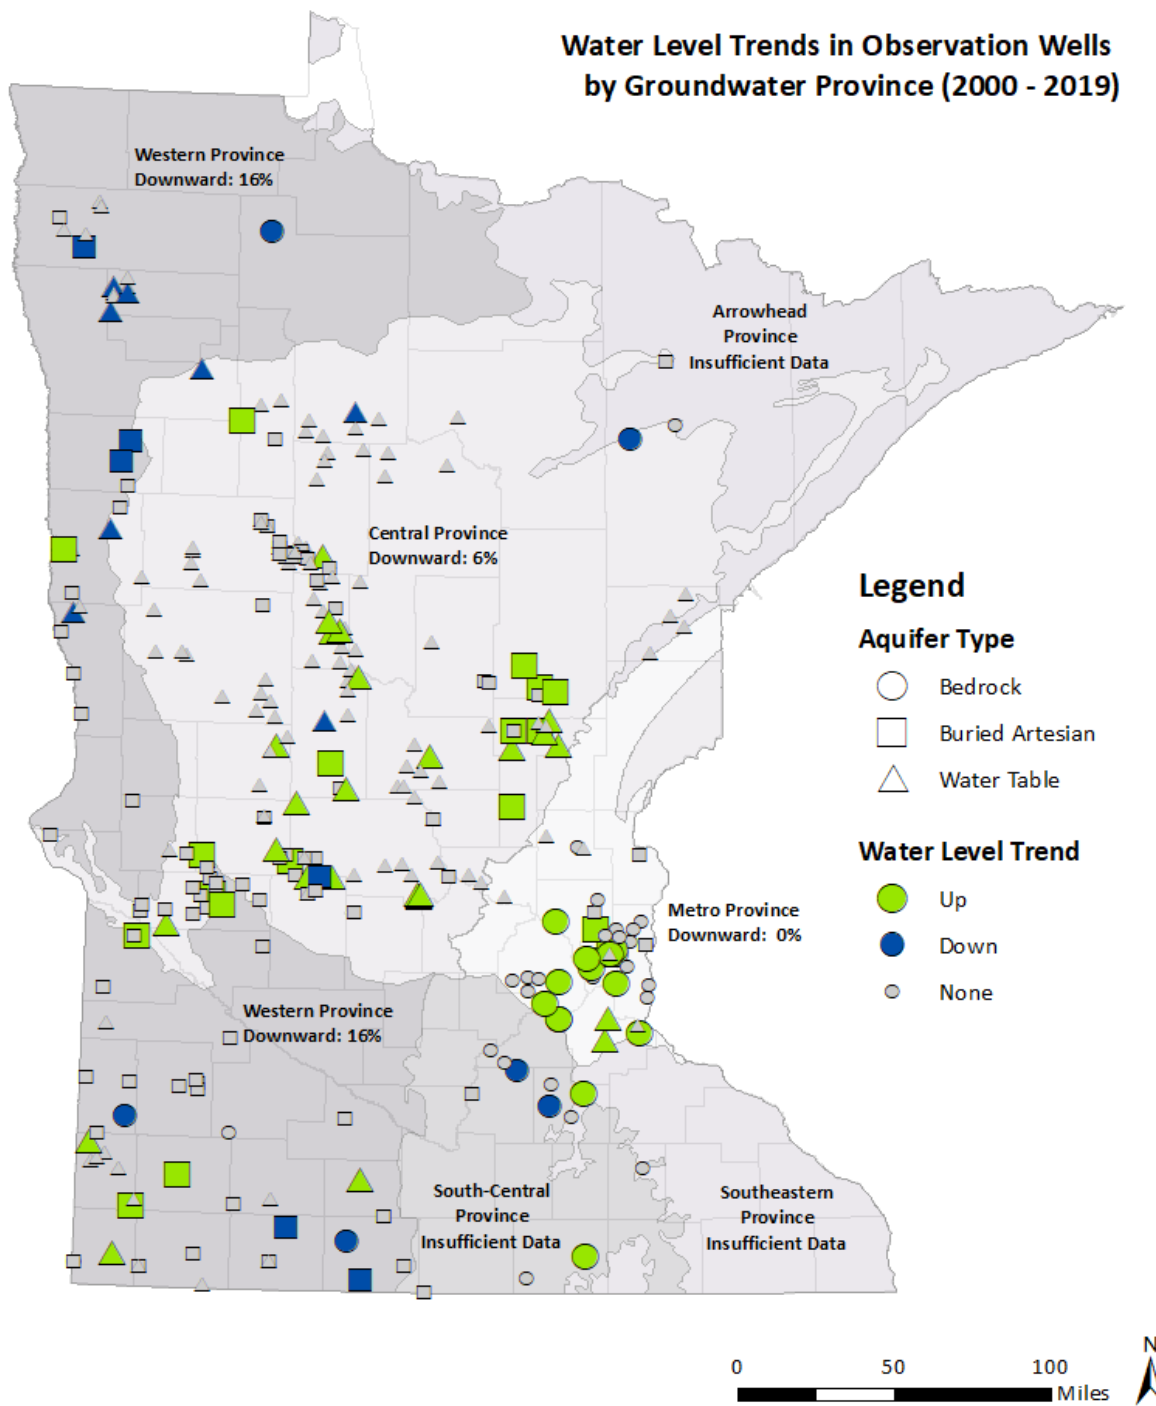 Water Level Trends in Observation Wells
by Groundwater Province (2000 - 2019)
Western Province
Downward: 16%
Arrowhead
Province
Insufficient Data
Central Province
Downward: 6%
Legend
Aquifer Type
Bedrock
Buried Artesian
Water Table
Water Level Trend
Up
Down
None
Metro Province
Downward: 0%
Western Province
Downward: 16%
South-Central
Province
Insufficient Data
Southeastern
Province
Insufficient Data
0 50 100
Miles
N